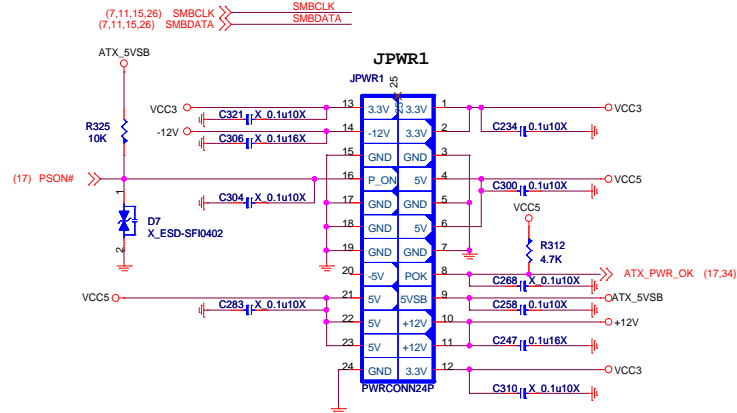 (7,11,15,26) SMBCLK SMBCLK
(7,11,15,26) SMBDATA SMBDATA
JPWR1
ATX_5VSB
JPWR1
25
25
VCC3 13 3.3V 3.3V 1 VCC3
C321 X_0.1u10X
R325
10K
-12V 14 -12V 3.3V 2
C234 0.1u10X
C306 X_0.1u16X
15 GND GND 3
(17) PSON# 16 P_ON 5V 4 VCC5
1
C304 X_0.1u10X
C300 0.1u10X
17 GND GND 5
VCC5
D7
X_ESD-SFI0402
18 GND 5V 6
R312
4.7K
2
19 GND GND 7
20 -5V POK 8 ATX_PWR_OK (17,34)
C268 X_0.1u10X
VCC5 21 5V 5VSB 9 ATX_5VSB
C283 X_0.1u10X
C258 0.1u10X
22 5V +12V 10 +12V
23 5V +12V 11
C247 0.1u16X
24 GND 3.3V 12 VCC3
PWRCONN24P
C310 X_0.1u10X